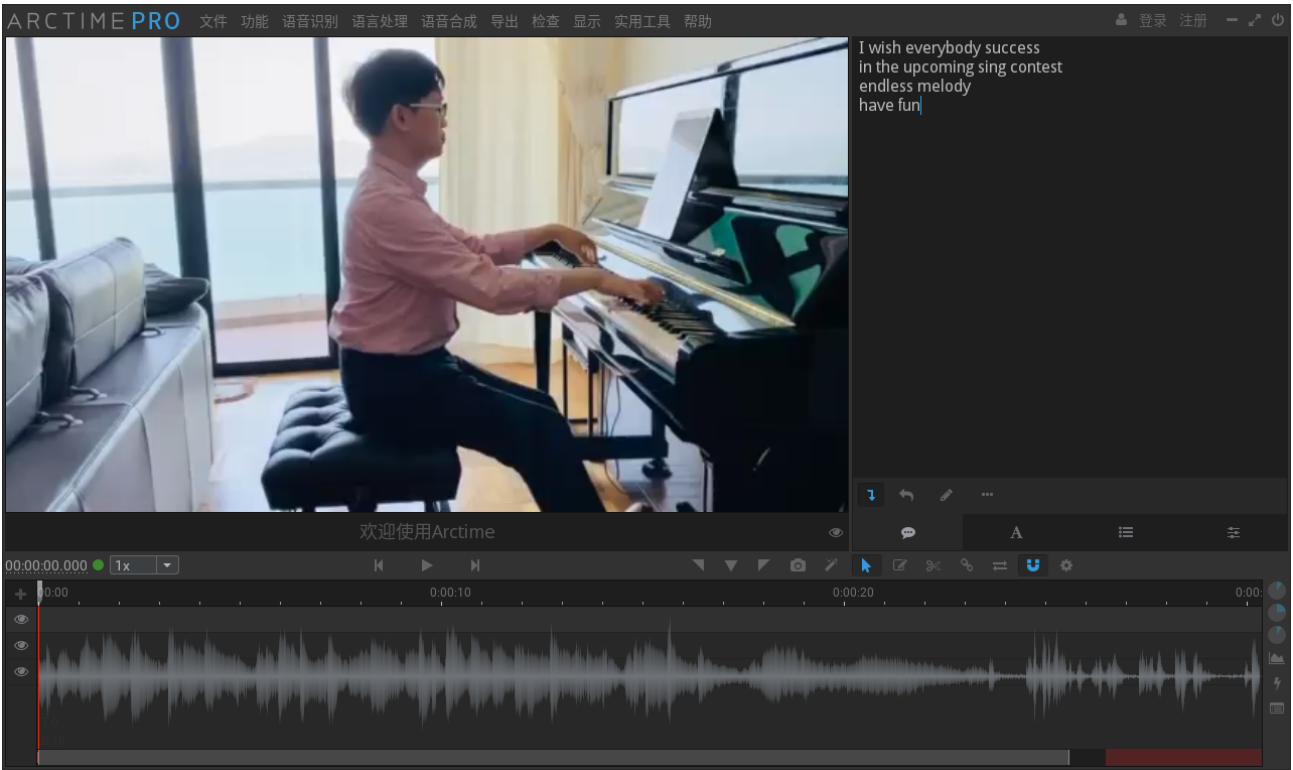 ARCTIME PRO 文件 功能 语音识别 语言处理 语音合成 导出 检查 显示 实用工具 帮助 登录 注册
I wish everybody success
in the upcoming sing contest
endless melody
have fun
欢迎使用Arctime
A
00:00:00.000 1x
00:00 0:00:10 0:00:20 0:00: